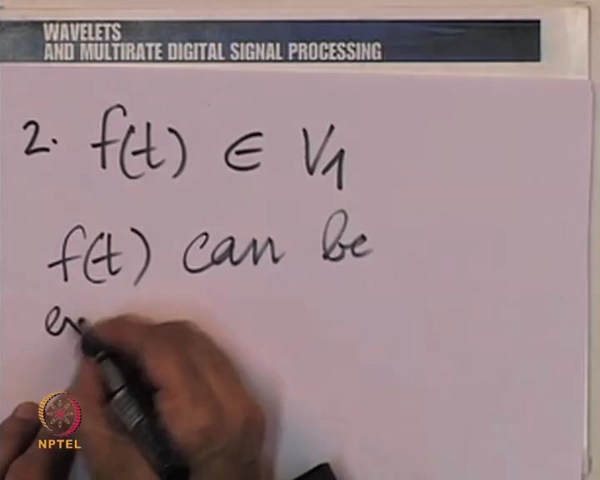 WAVELETS
AND MULTIRATE DIGITAL SIGNAL PROCESSING
2. f(t) ∈ V₁
f(t) can be
NPTEL